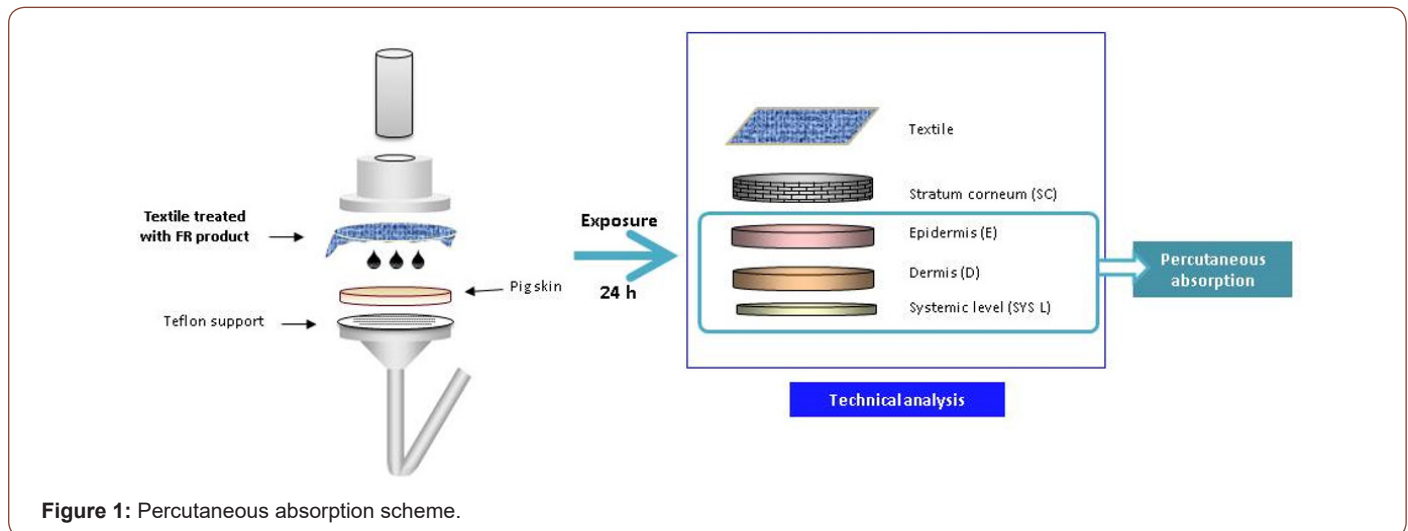 Textile treated
with FR product
Pig skin
Teflon support
Exposure
24 h
Textile
Stratum corneum (SC)
Epidermis (E)
Dermis (D)
Systemic level (SYS L)
Percutaneous
absorption
Technical analysis
Figure 1: Percutaneous absorption scheme.